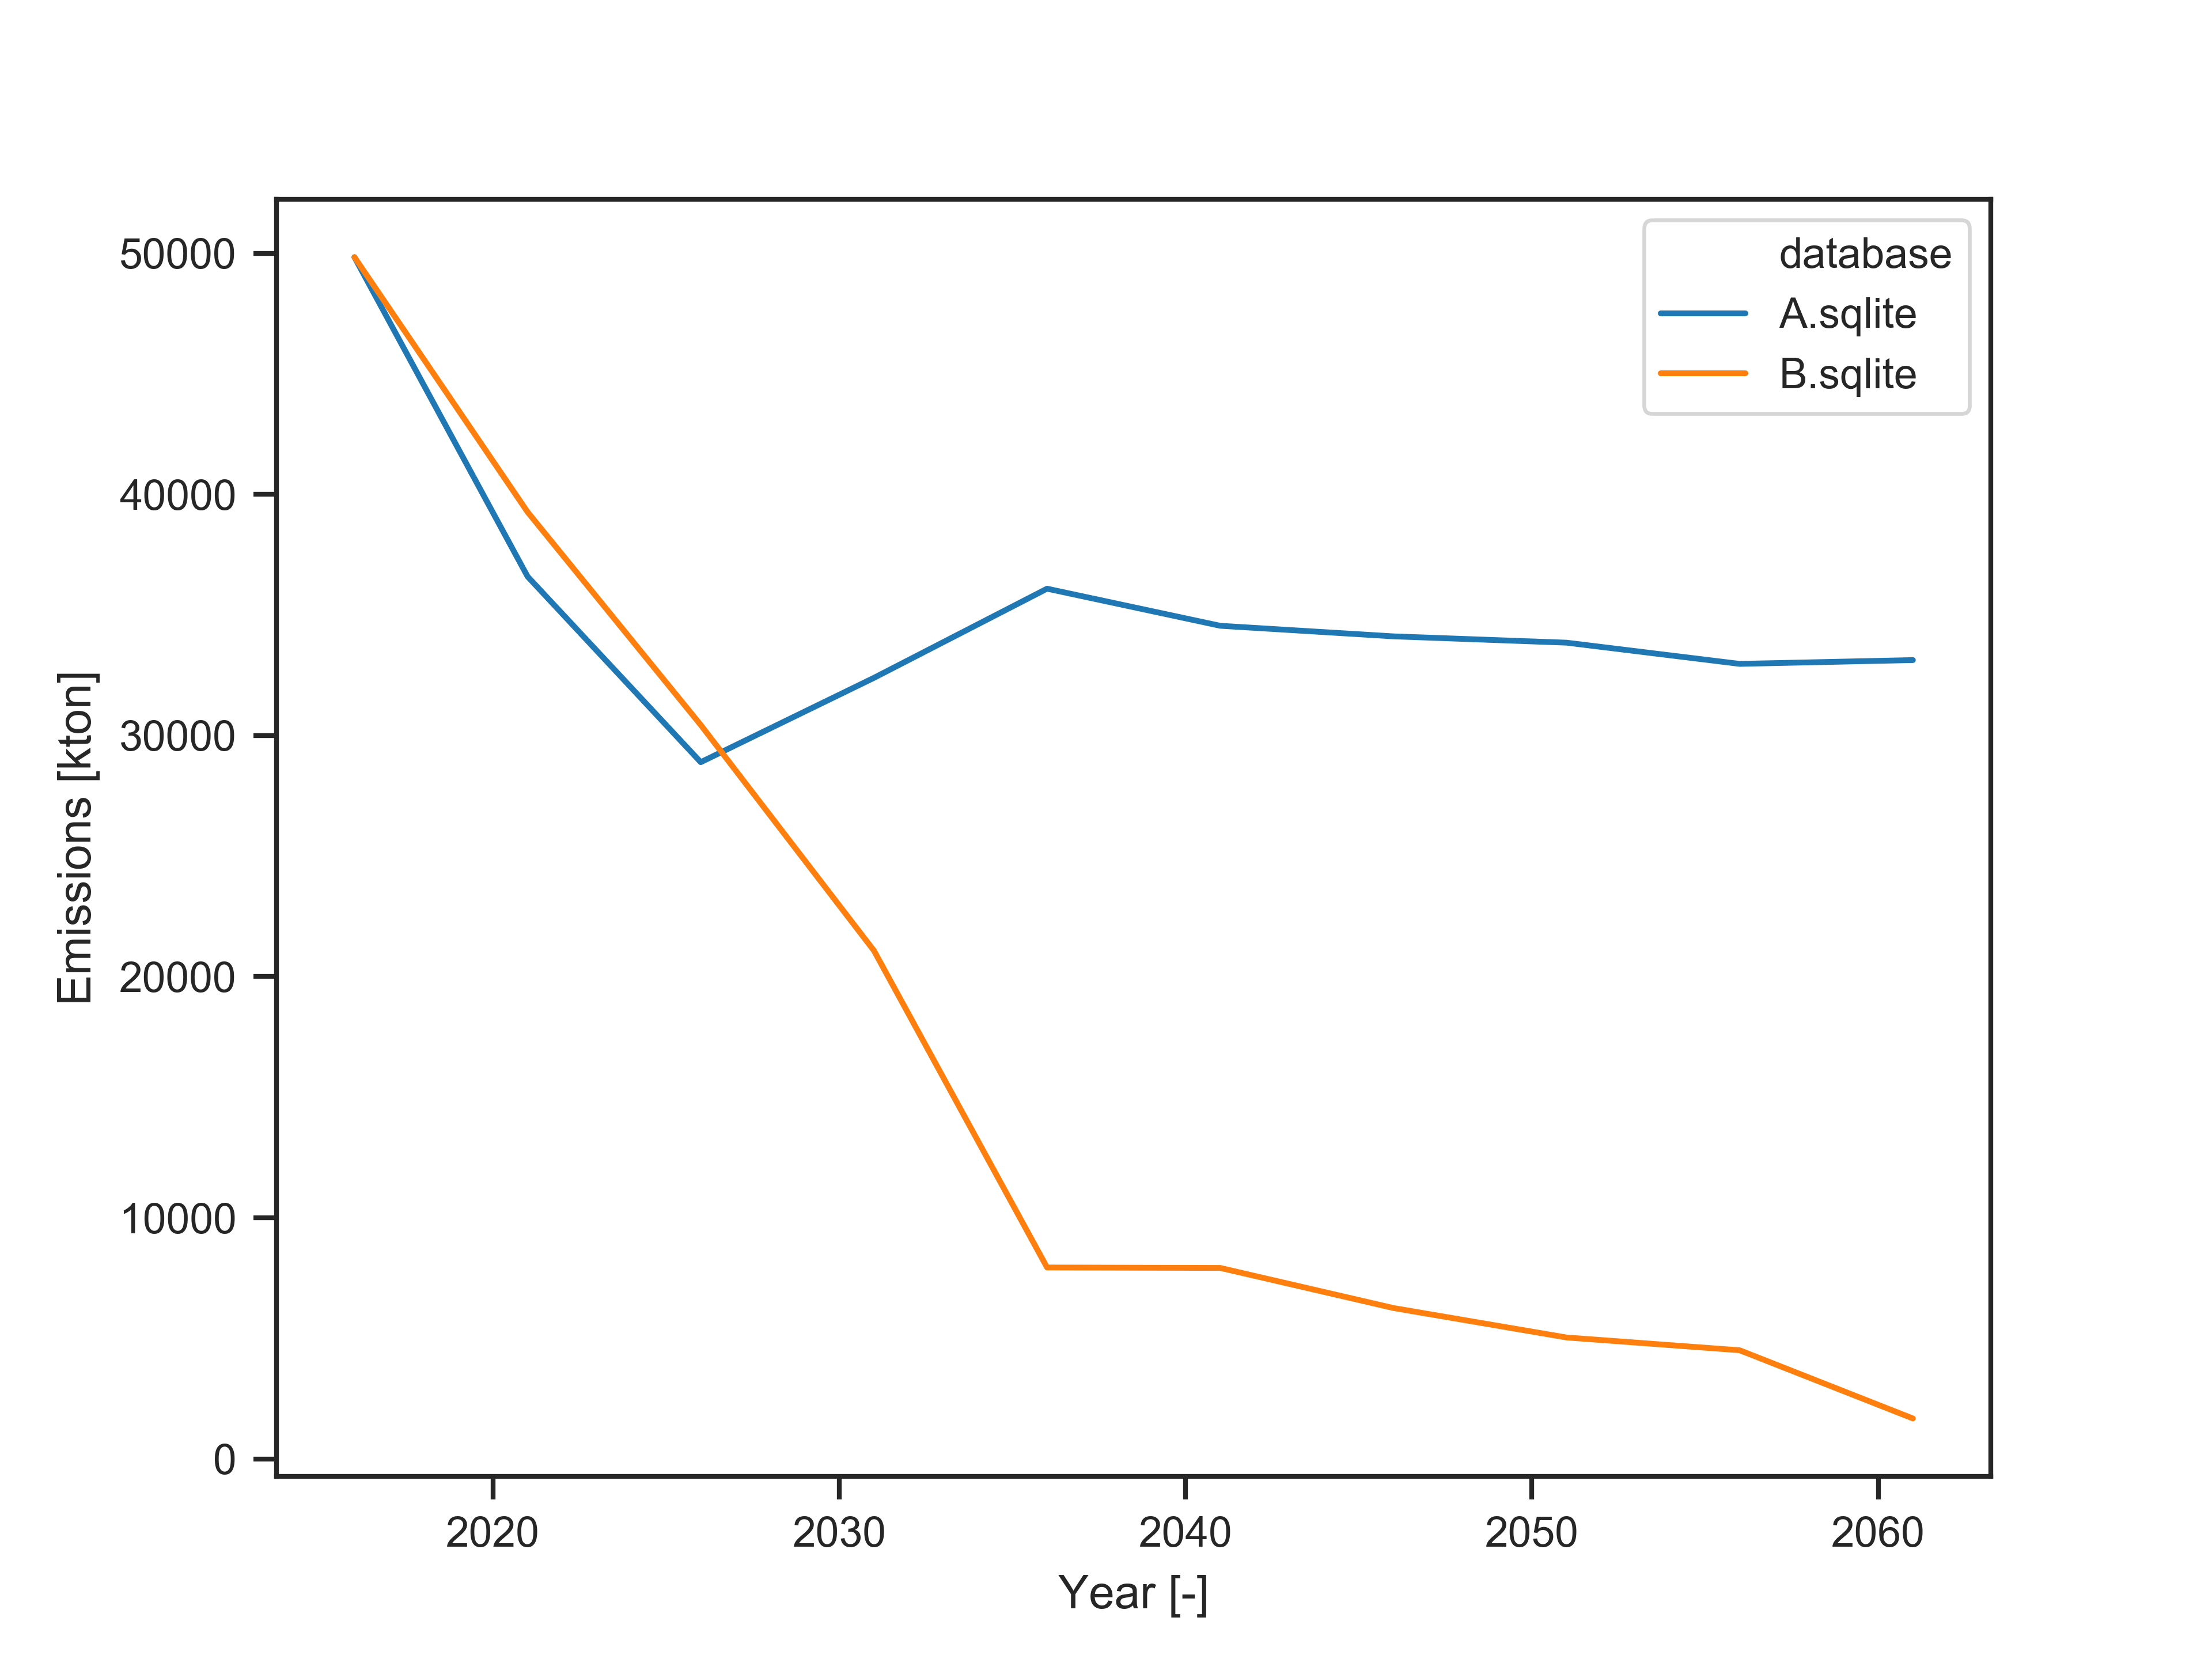 database
A.sqlite
B.sqlite
50000
40000
30000
20000
10000
0
Emissions [kton]
2020 2030 2040 2050 2060
Year [-]